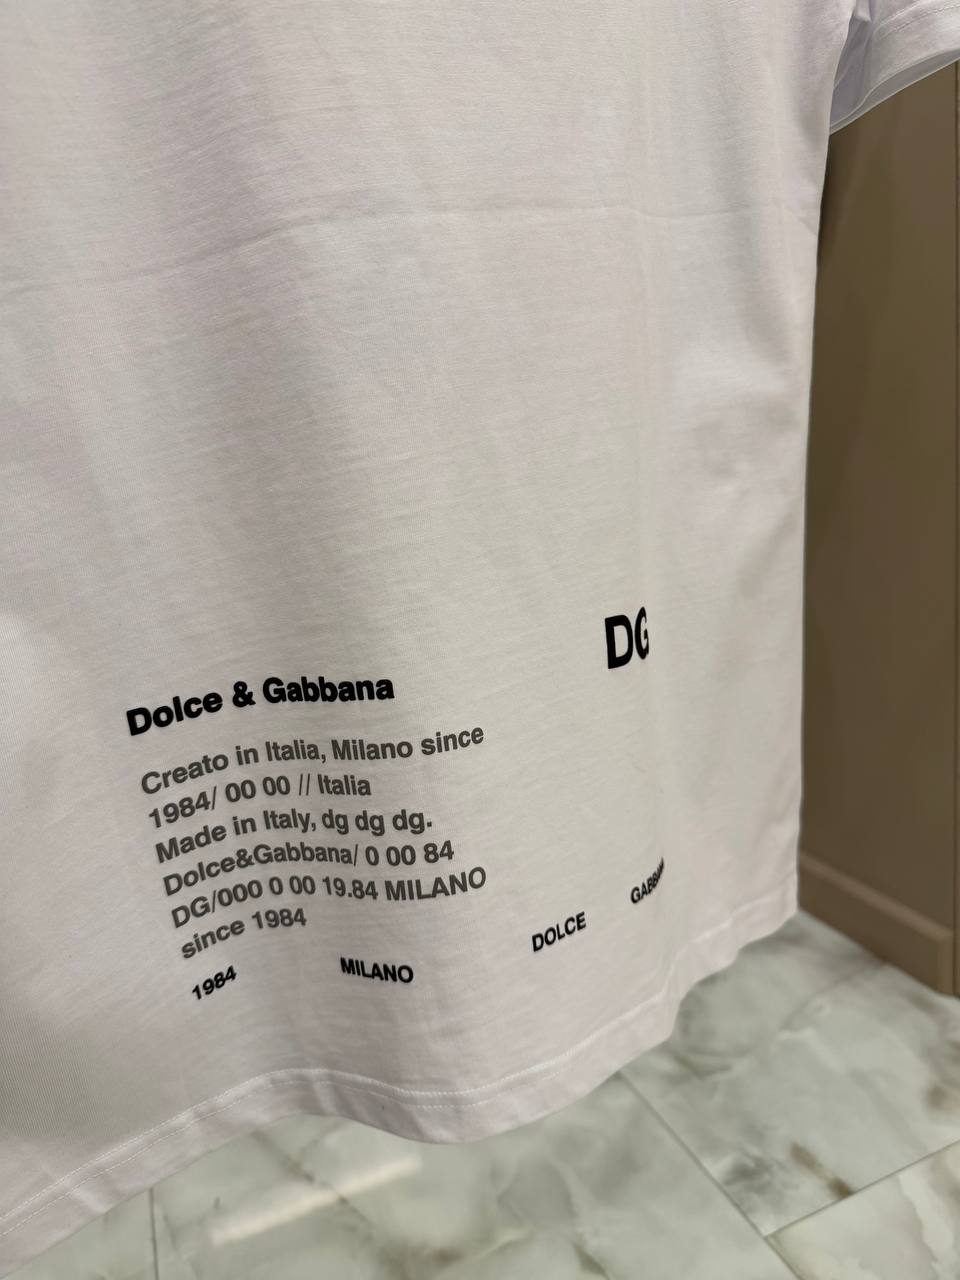 DG
Dolce & Gabbana
Creato in Italia, Milano since
1984/ 00 00 // Italia
Made in Italy, dg dg dg.
Dolce&Gabbana/ 0 00 84
DG/000 0 00 19.84 MILANO
since 1984
1984 MILANO DOLCE GABBANA